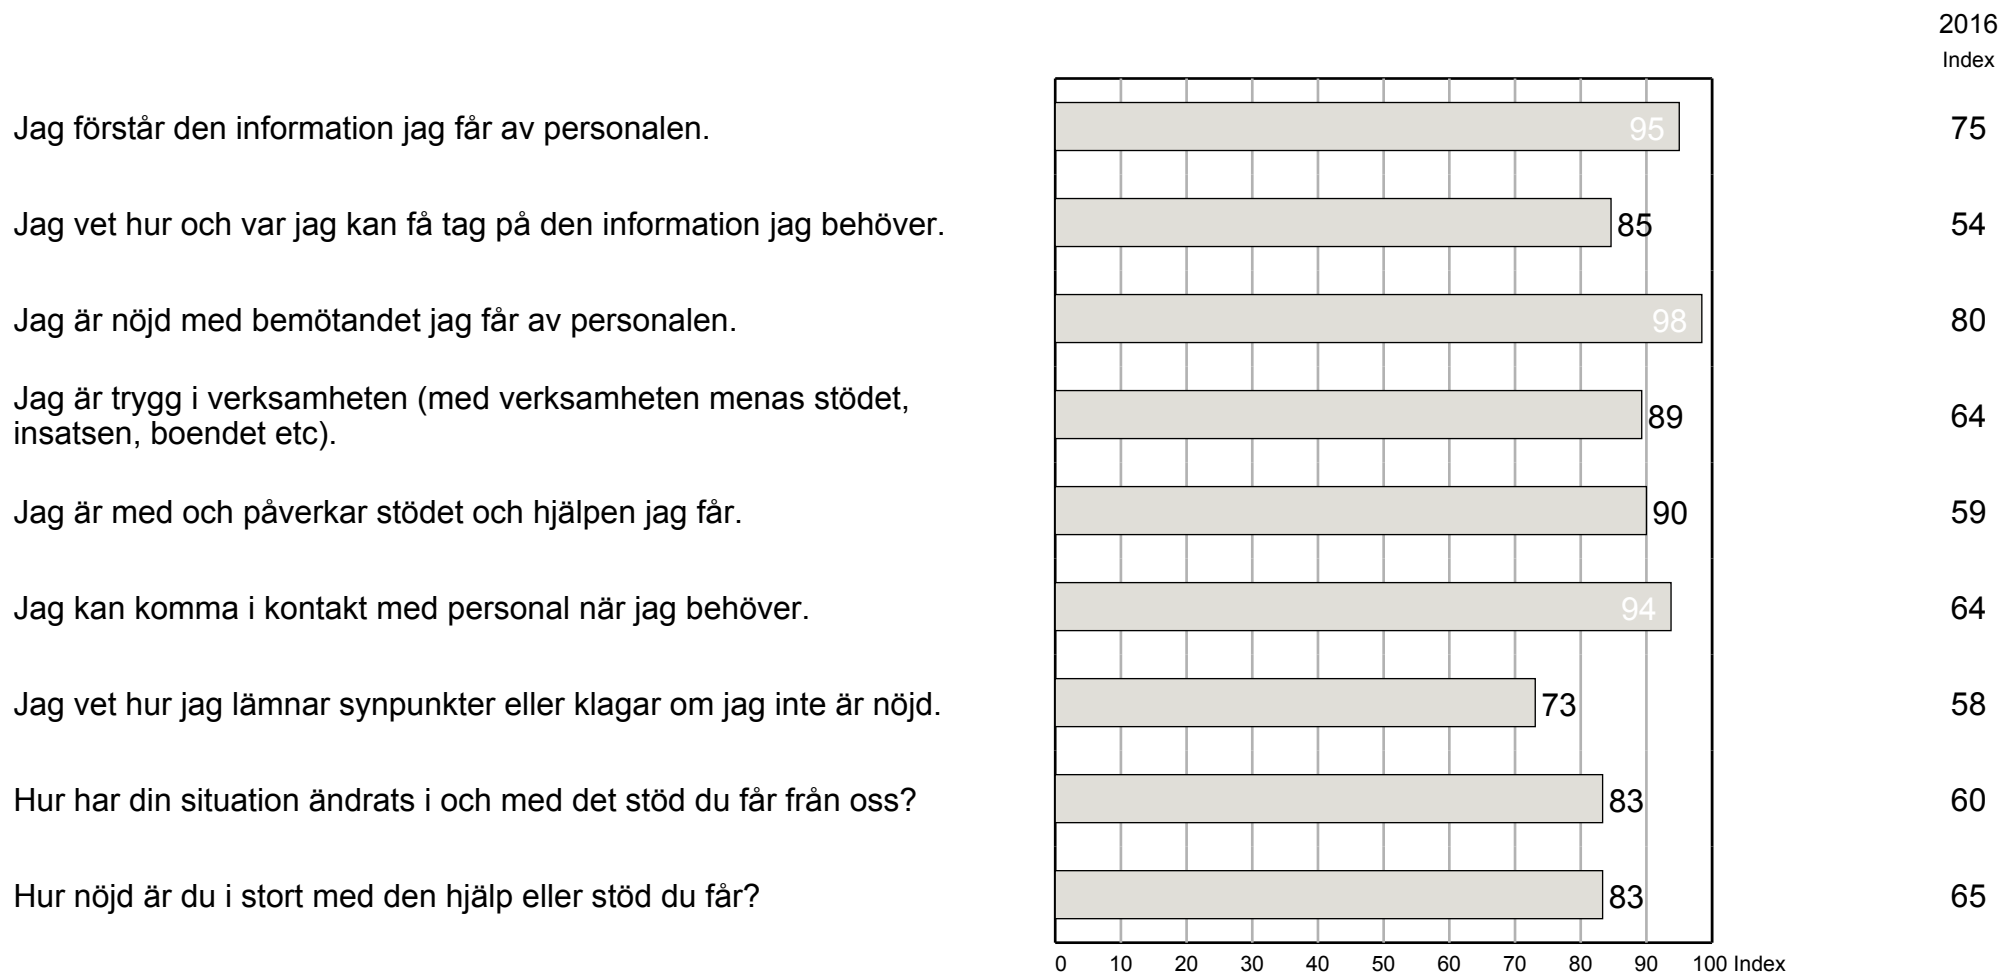 2016
Index
Jag förstår den information jag får av personalen. 95 75
Jag vet hur och var jag kan få tag på den information jag behöver. 85 54
Jag är nöjd med bemötandet jag får av personalen. 98 80
Jag är trygg i verksamheten (med verksamheten menas stödet,
insatsen, boendet etc). 89 64
Jag är med och påverkar stödet och hjälpen jag får. 90 59
Jag kan komma i kontakt med personal när jag behöver. 94 64
Jag vet hur jag lämnar synpunkter eller klagar om jag inte är nöjd. 73 58
Hur har din situation ändrats i och med det stöd du får från oss? 83 60
Hur nöjd är du i stort med den hjälp eller stöd du får? 83 65
0 10 20 30 40 50 60 70 80 90 100 Index